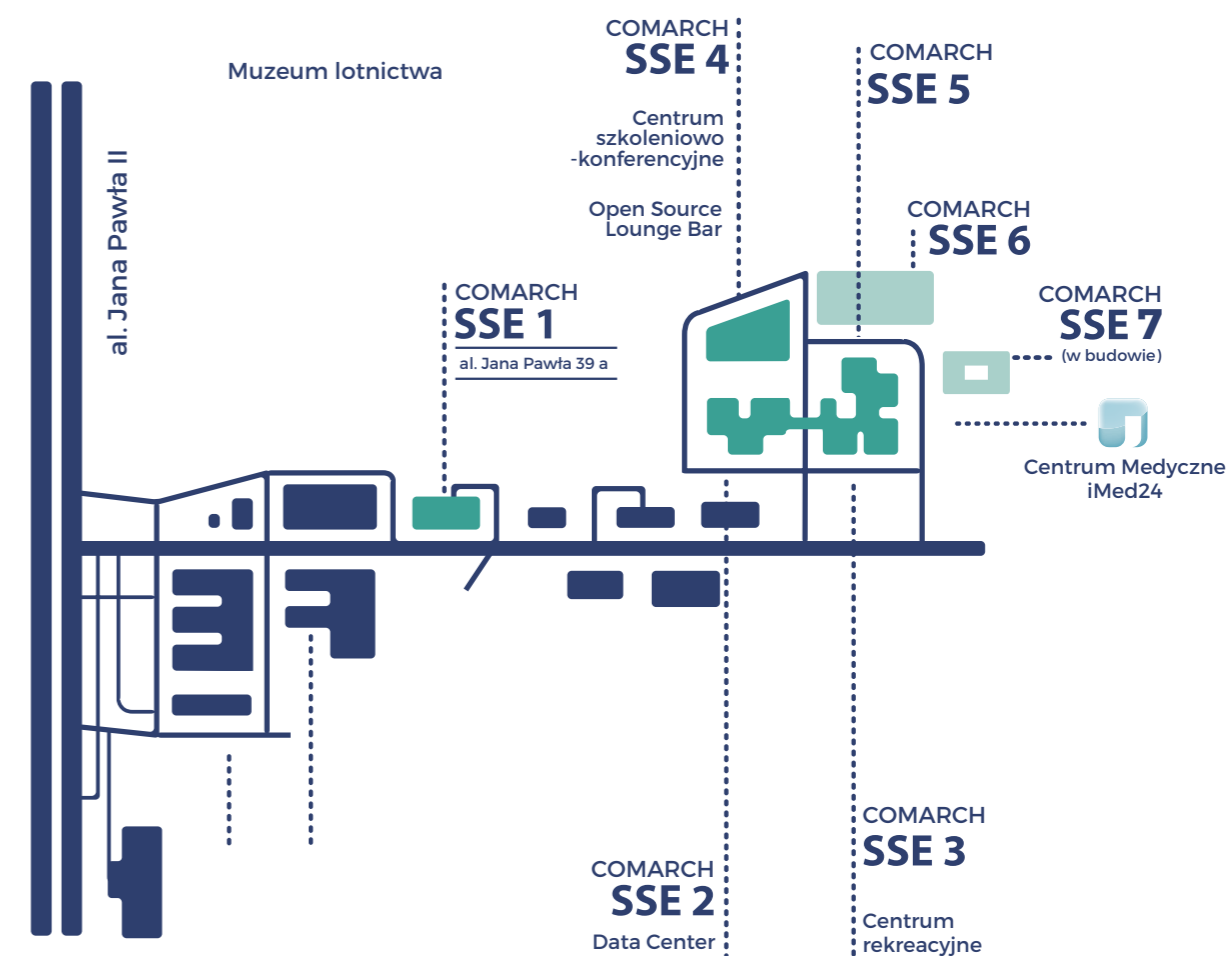 Muzeum lotnictwa
al. Jana Pawła II
COMARCH
SSE 4
Centrum
szkoleniowo
-konferencyjne
Open Source
Lounge Bar
COMARCH
SSE 5
COMARCH
SSE 6
COMARCH
SSE 7
(w budowie)
COMARCH
SSE 1
al. Jana Pawła 39 a
Centrum Medyczne
iMed24
COMARCH
SSE 2
Data Center
COMARCH
SSE 3
Centrum
rekreacyjne